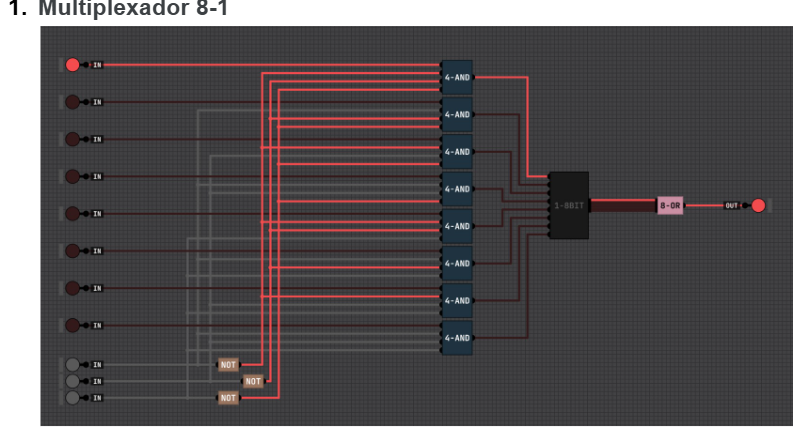 1. Multiplexador 8-1
IN
4-AND
IN
4-AND
IN
4-AND
IN
4-AND
1-8BIT
8-OR
OUT
IN
4-AND
IN
4-AND
IN
4-AND
IN
4-AND
IN
NOT
IN
NOT
IN
NOT